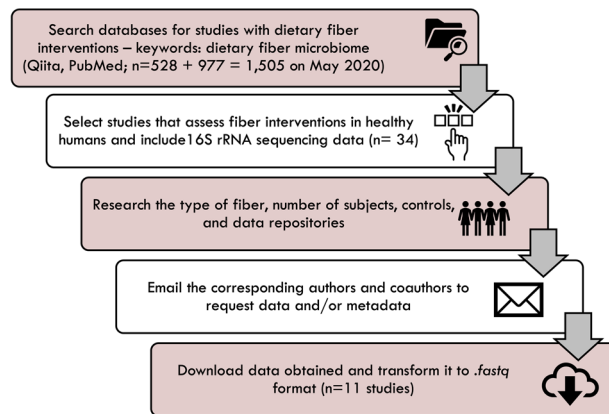 Search databases for studies with dietary fiber
interventions – keywords: dietary fiber microbiome
(Qiita, PubMed; n=528 + 977 = 1,505 on May 2020)
Select studies that assess fiber interventions in healthy
humans and include16S rRNA sequencing data (n= 34)
Research the type of fiber, number of subjects, controls,
and data repositories
Email the corresponding authors and coauthors to
request data and/or metadata
Download data obtained and transform it to .fastq
format (n=11 studies)